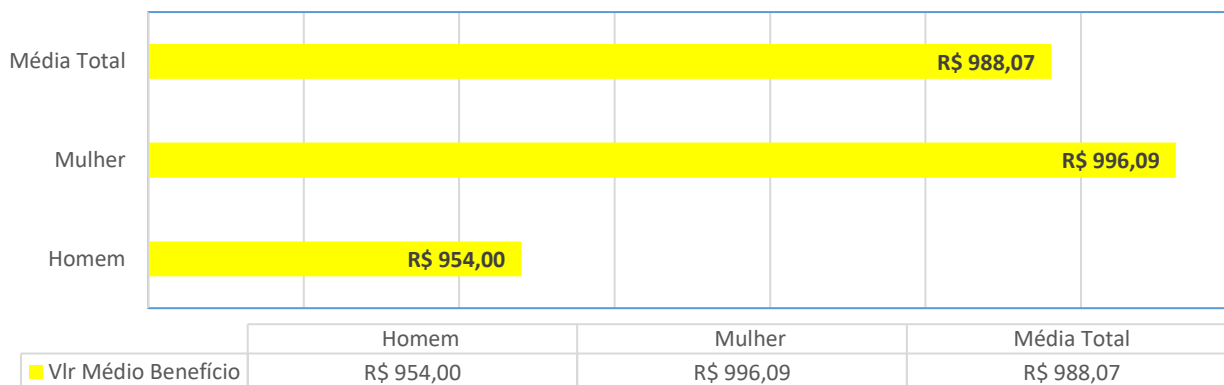 Média Total
R$ 988,07
Mulher
R$ 996,09
Homem
R$ 954,00
Homem Mulher Média Total
Vlr Médio Benefício R$ 954,00 R$ 996,09 R$ 988,07